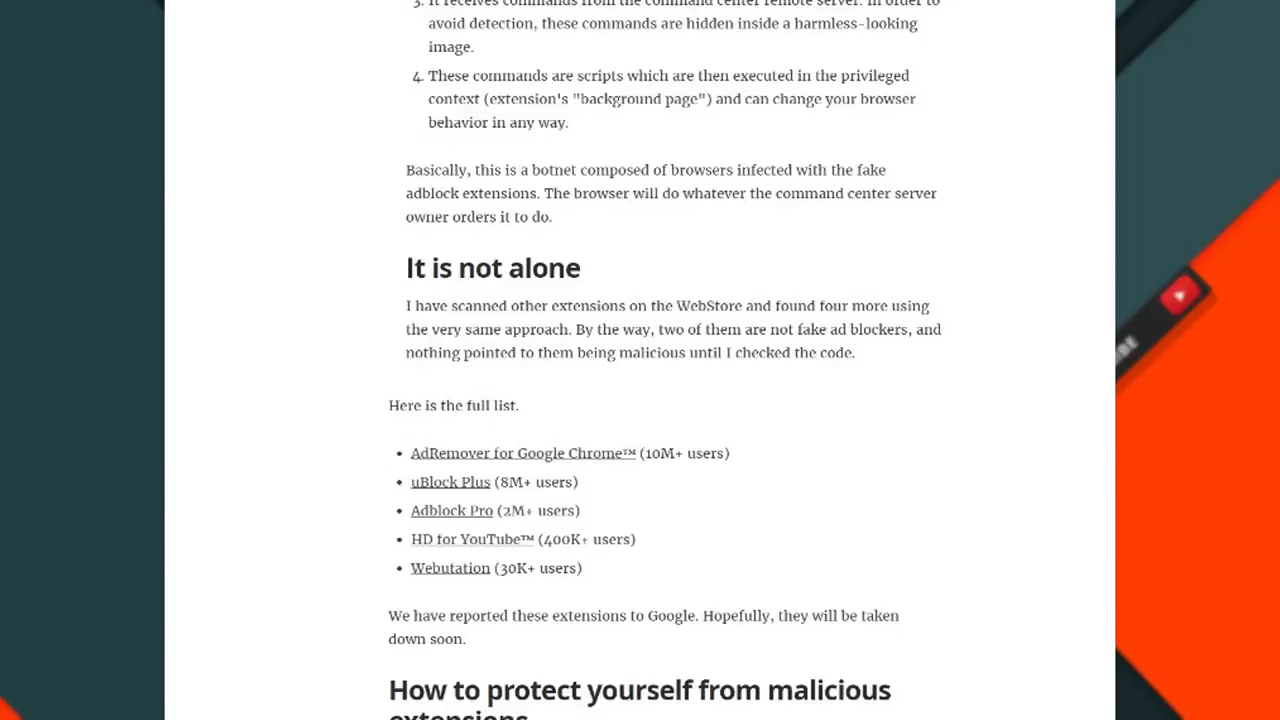 3. It receives commands from the command center remote server. In order to
avoid detection, these commands are hidden inside a harmless-looking
image.
4. These commands are scripts which are then executed in the privileged
context (extension's "background page") and can change your browser
behavior in any way.
Basically, this is a botnet composed of browsers infected with the fake
adblock extensions. The browser will do whatever the command center server
owner orders it to do.
It is not alone
I have scanned other extensions on the WebStore and found four more using
the very same approach. By the way, two of them are not fake ad blockers, and
nothing pointed to them being malicious until I checked the code.
Here is the full list.
• AdRemover for Google Chrome™ (10M+ users)
• uBlock Plus (8M+ users)
• Adblock Pro (2M+ users)
• HD for YouTube™ (400K+ users)
• Webutation (30K+ users)
We have reported these extensions to Google. Hopefully, they will be taken
down soon.
How to protect yourself from malicious
extensions
BE